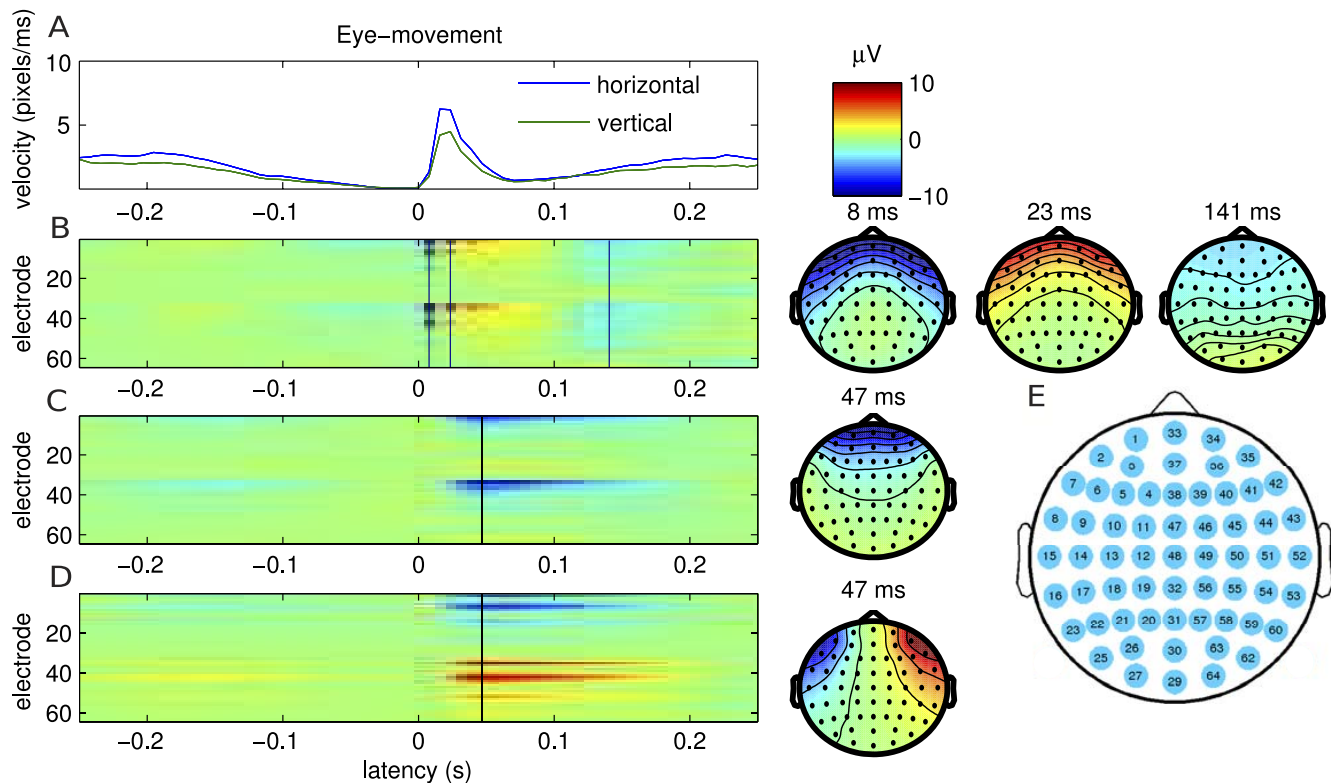 A
Eye−movement
velocity (pixels/ms)
10
5
horizontal
vertical
−0.2 −0.1 0 0.1 0.2
μV
10
0
−10
B
electrode
20
40
60
−0.2 −0.1 0 0.1 0.2
8 ms 23 ms 141 ms
C
electrode
20
40
60
−0.2 −0.1 0 0.1 0.2
47 ms
D
electrode
20
40
60
−0.2 −0.1 0 0.1 0.2
latency (s)
47 ms
E
33
1 34
2 35
3 37 36
7 6 5 4 38 39 40 41 42
8 9 10 11 47 46 45 44 43
15 14 13 12 48 49 50 51 52
16 17 18 19 32 56 55 54 53
23 22 21 20 31 57 58 59 60
25 26 30 63 62
27 29 64